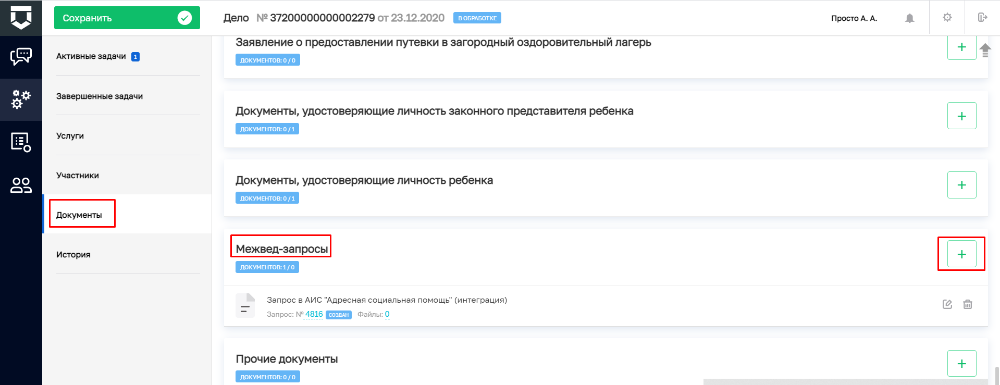 Сохранить
Дело № 37200000000002279 от 23.12.2020 В ОБРАБОТКЕ
Просто А. А.
Активные задачи 1
Завершенные задачи
Услуги
Участники
Документы
История
Заявление о предоставлении путевки в загородный оздоровительный лагерь
ДОКУМЕНТОВ: 0 / 0
Документы, удостоверяющие личность законного представителя ребенка
ДОКУМЕНТОВ: 0 / 1
Документы, удостоверяющие личность ребенка
ДОКУМЕНТОВ: 0 / 1
Межвед-запросы
ДОКУМЕНТОВ: 1 / 0
Запрос в АИС "Адресная социальная помощь" (интеграция)
Запрос: № 4816 СОЗДАН Файлы: 0
Прочие документы
ДОКУМЕНТОВ: 0 / 0